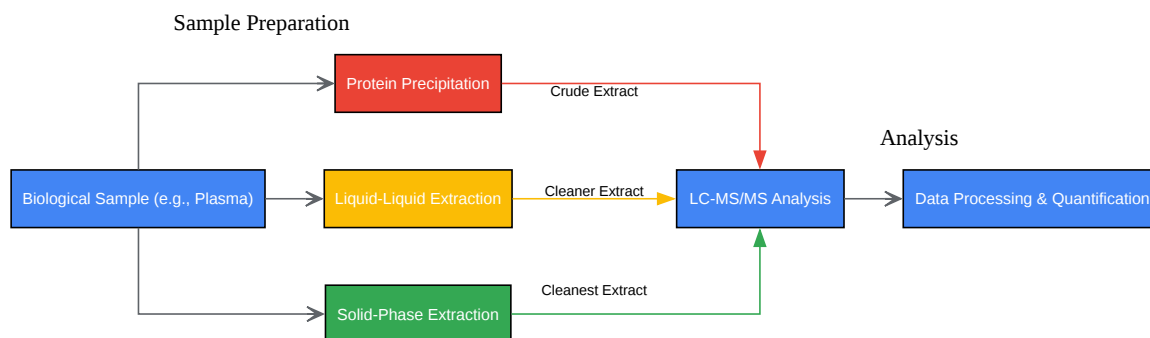 Sample Preparation
Protein Precipitation
Crude Extract
Analysis
Biological Sample (e.g., Plasma)
Liquid-Liquid Extraction
Cleaner Extract
LC-MS/MS Analysis
Data Processing & Quantification
Cleanest Extract
Solid-Phase Extraction